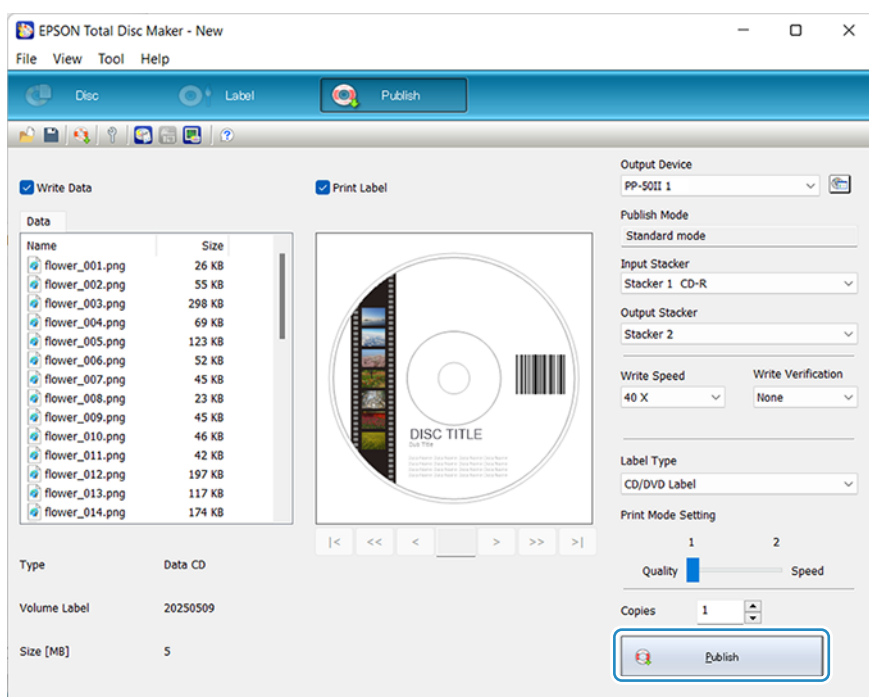 EPSON Total Disc Maker - New
File View Tool Help
Disc Label Publish
Write Data
Print Label
Data
Name Size
flower_001.png 26 KB
flower_002.png 55 KB
flower_003.png 298 KB
flower_004.png 69 KB
flower_005.png 123 KB
flower_006.png 52 KB
flower_007.png 45 KB
flower_008.png 23 KB
flower_009.png 45 KB
flower_010.png 46 KB
flower_011.png 42 KB
flower_012.png 197 KB
flower_013.png 117 KB
flower_014.png 174 KB
Type Data CD
Volume Label 20250509
Size [MB] 5
DISC TITLE
|< << < > >> >|
Output Device
PP-50II 1
Publish Mode
Standard mode
Input Stacker
Stacker 1 CD-R
Output Stacker
Stacker 2
Write Speed Write Verification
40 X None
Label Type
CD/DVD Label
Print Mode Setting
1 2
Quality Speed
Copies 1
Publish